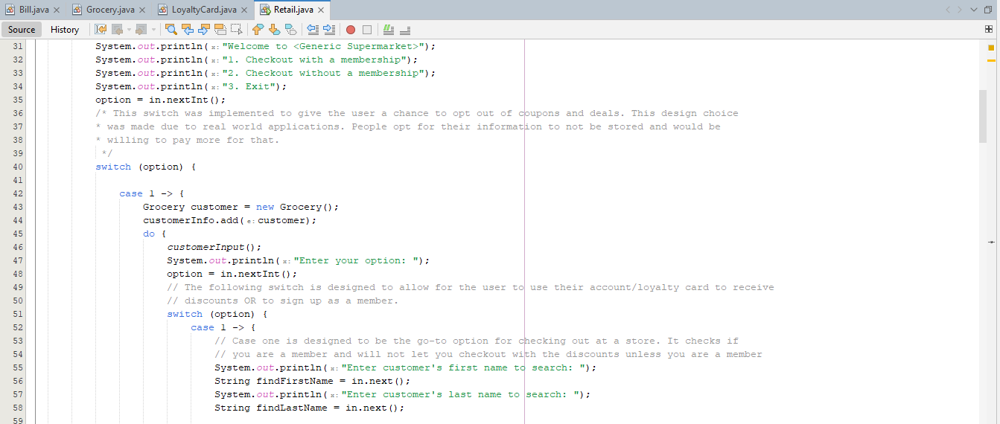 Bill.java × Grocery.java × LoyaltyCard.java × Retail.java ×
Source History
31 System.out.println( x: "Welcome to <Generic Supermarket>");
32 System.out.println( x: "1. Checkout with a membership");
33 System.out.println( x: "2. Checkout without a membership");
34 System.out.println( x: "3. Exit");
35 option = in.nextInt();
36 /* This switch was implemented to give the user a chance to opt out of coupons and deals. This design choice
37 * was made due to real world applications. People opt for their information to not be stored and would be
38 * willing to pay more for that.
39 */
40 switch (option) {
41
42 case 1 -> {
43 Grocery customer = new Grocery();
44 customerInfo.add( e: customer);
45 do {
46 customerInput();
47 System.out.println( x: "Enter your option: ");
48 option = in.nextInt();
49 // The following switch is designed to allow for the user to use their account/loyalty card to receive
50 // discounts OR to sign up as a member.
51 switch (option) {
52 case 1 -> {
53 // Case one is designed to be the go-to option for checking out at a store. It checks if
54 // you are a member and will not let you checkout with the discounts unless you are a member
55 System.out.println( x: "Enter customer's first name to search: ");
56 String findFirstName = in.next();
57 System.out.println( x: "Enter customer's last name to search: ");
58 String findLastName = in.next();
59